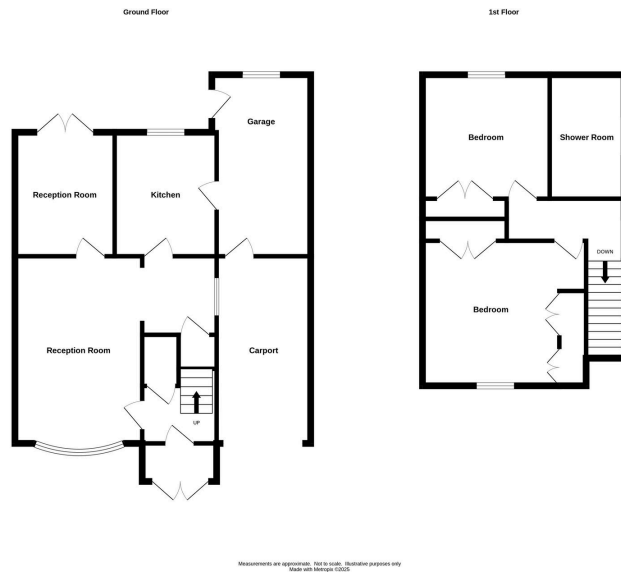 Ground Floor
1st Floor
Garage
Reception Room
Kitchen
Bedroom
Shower Room
Reception Room
Carport
UP
DOWN
Bedroom
Measurements are approximate. Not to scale. Illustrative purposes only
Made with Metropix ©2025